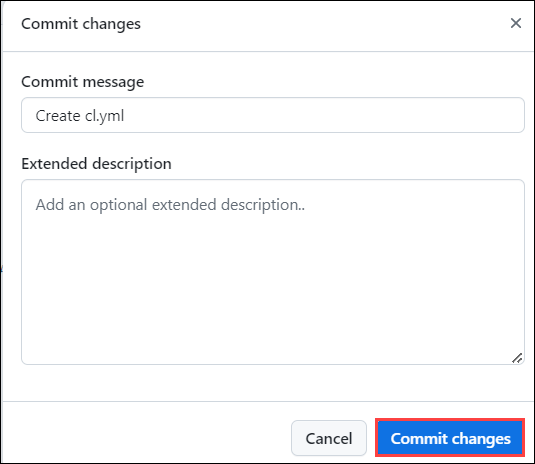 Commit changes
Commit message
Create cl.yml
Extended description
Add an optional extended description..
Cancel
Commit changes